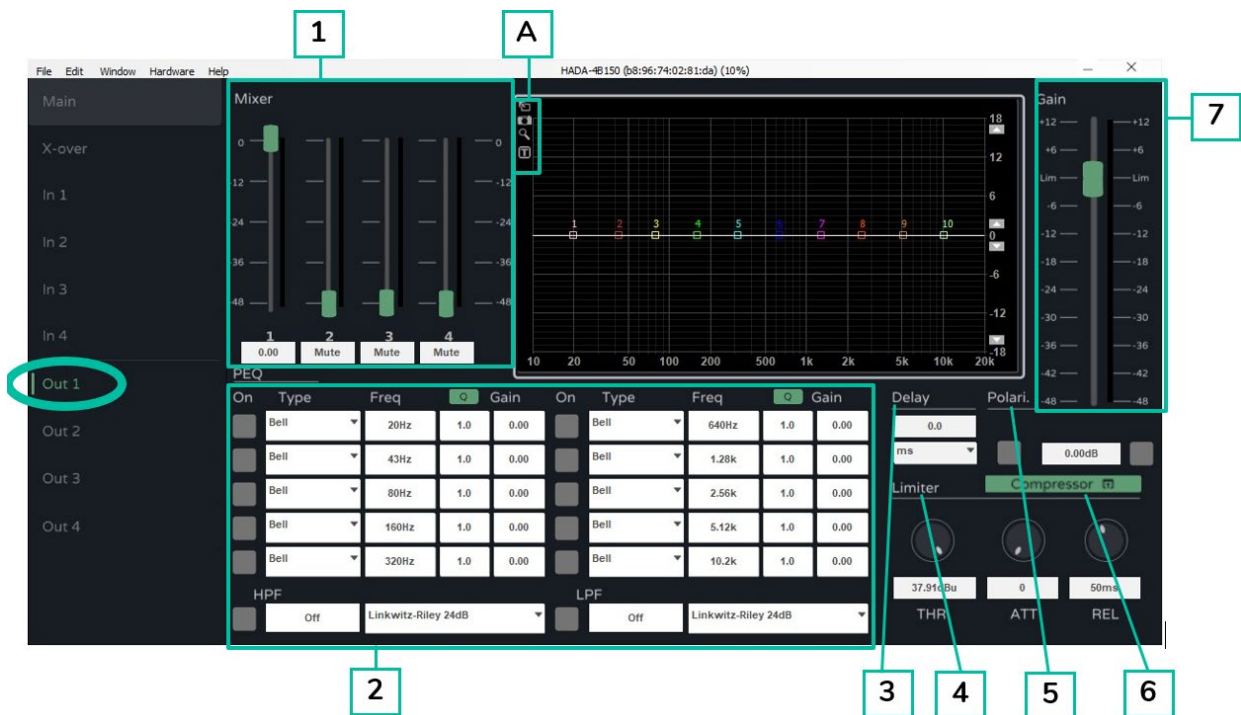 1
A
File Edit Window Hardware Help
HADA-4B150 (b8:96:74:02:81:da) (10%)
Main
X-over
In 1
In 2
In 3
In 4
Out 1
Out 2
Out 3
Out 4
Mixer
0 0
-12 -12
-24 -24
-36 -36
-48 -48
1 2 3 4
0.00 Mute Mute Mute
T
1 2 3 4 5 6 7 8 9 10
18
12
6
0
-6
-12
-18
10 20 50 100 200 500 1k 2k 5k 10k 20k
Gain
+12 +12
+6 +6
Lim Lim
-6 -6
-12 -12
-18 -18
-24 -24
-30 -30
-36 -36
-42 -42
-48 -48
7
PEQ
On Type Freq Q Gain On Type Freq Q Gain
Bell 20Hz 1.0 0.00 Bell 640Hz 1.0 0.00
Bell 43Hz 1.0 0.00 Bell 1.28k 1.0 0.00
Bell 80Hz 1.0 0.00 Bell 2.56k 1.0 0.00
Bell 160Hz 1.0 0.00 Bell 5.12k 1.0 0.00
Bell 320Hz 1.0 0.00 Bell 10.2k 1.0 0.00
HPF LPF
Off Linkwitz-Riley 24dB Off Linkwitz-Riley 24dB
Delay Polari.
0.0
ms 0.00dB
Limiter Compressor
37.91dBu 0 50ms
THR ATT REL
2
3
4
5
6